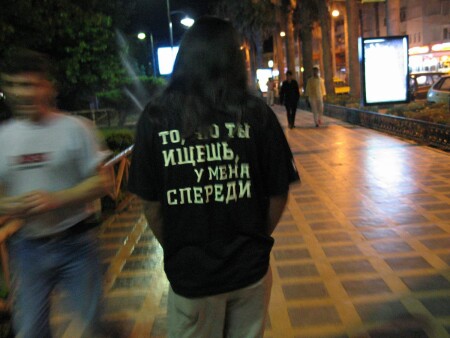 ТО, ЧТО ТЫ
ИЩЕШЬ,
У МЕНЯ
СПЕРЕДИ